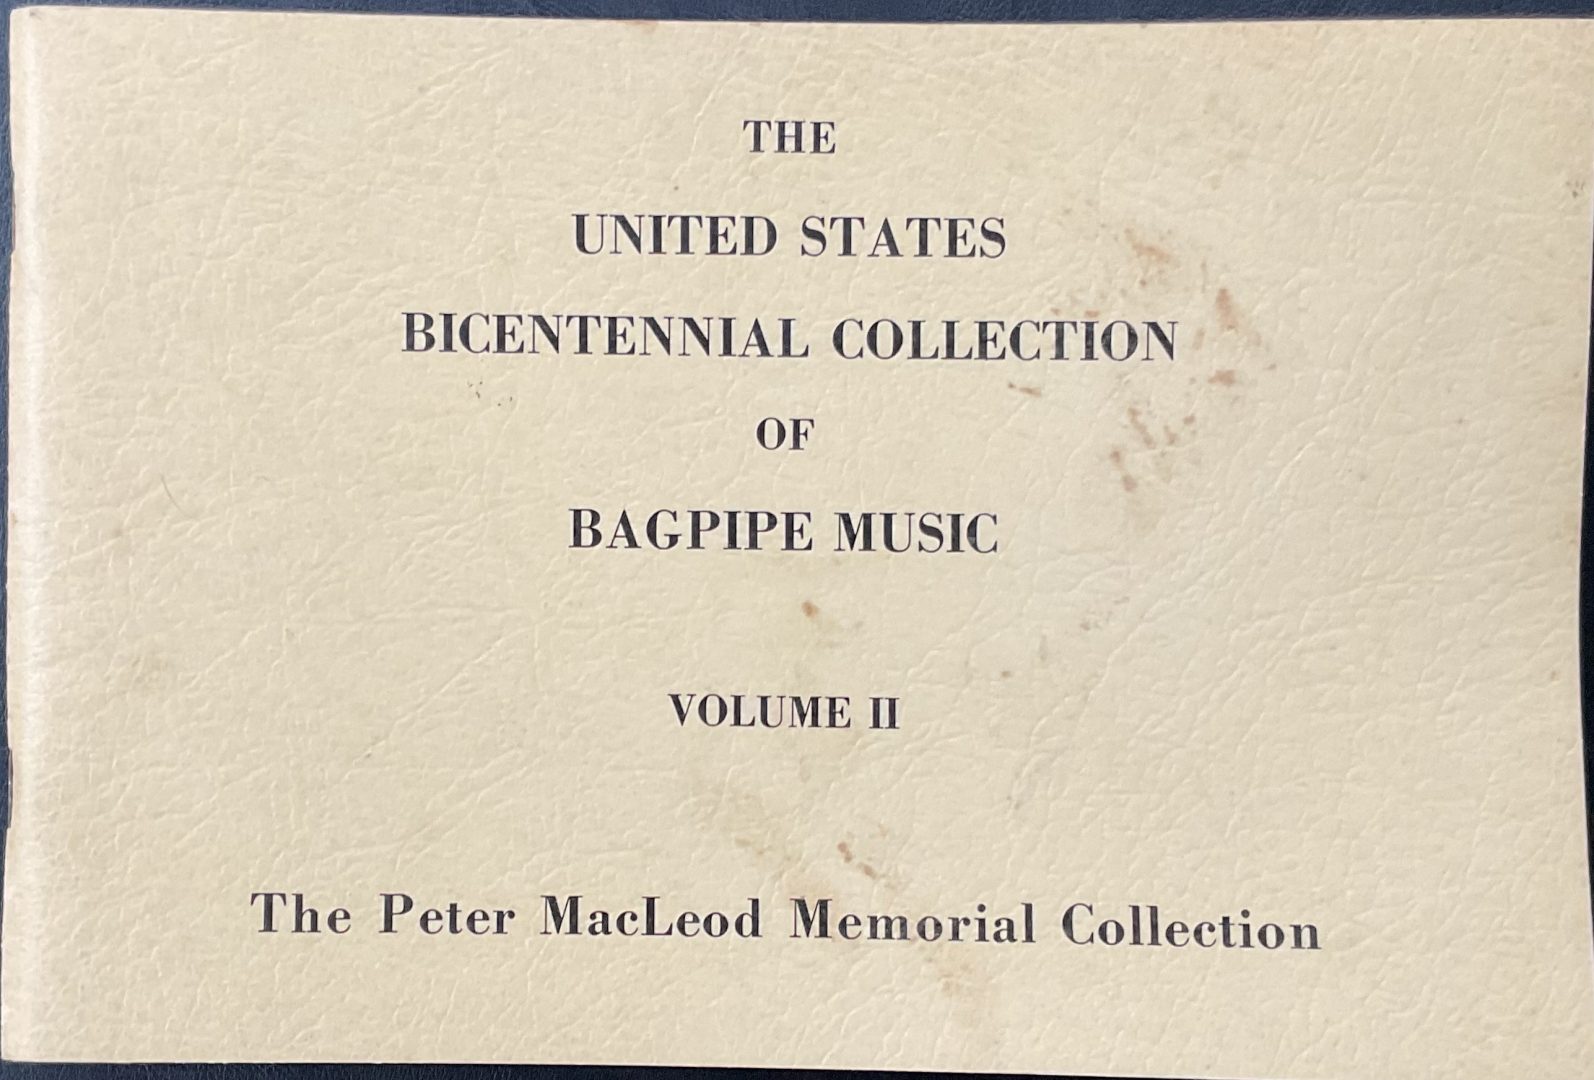 THE
UNITED STATES
BICENTENNIAL COLLECTION
OF
BAGPIPE MUSIC
VOLUME II
The Peter MacLeod Memorial Collection